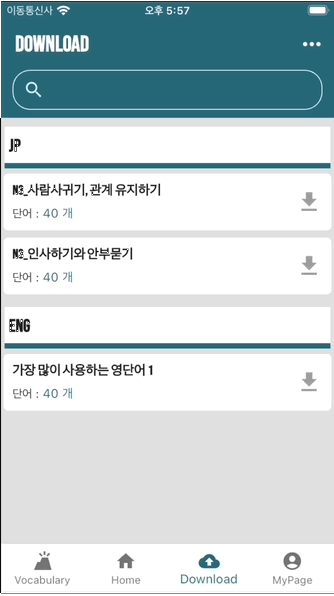 이동통신사 오후 5:57
DOWNLOAD
JP
N3_사람사귀기, 관계 유지하기
단어 : 40 개
N3_인사하기와 안부묻기
단어 : 40 개
ENG
가장 많이 사용하는 영단어 1
단어 : 40 개
Vocabulary Home Download MyPage